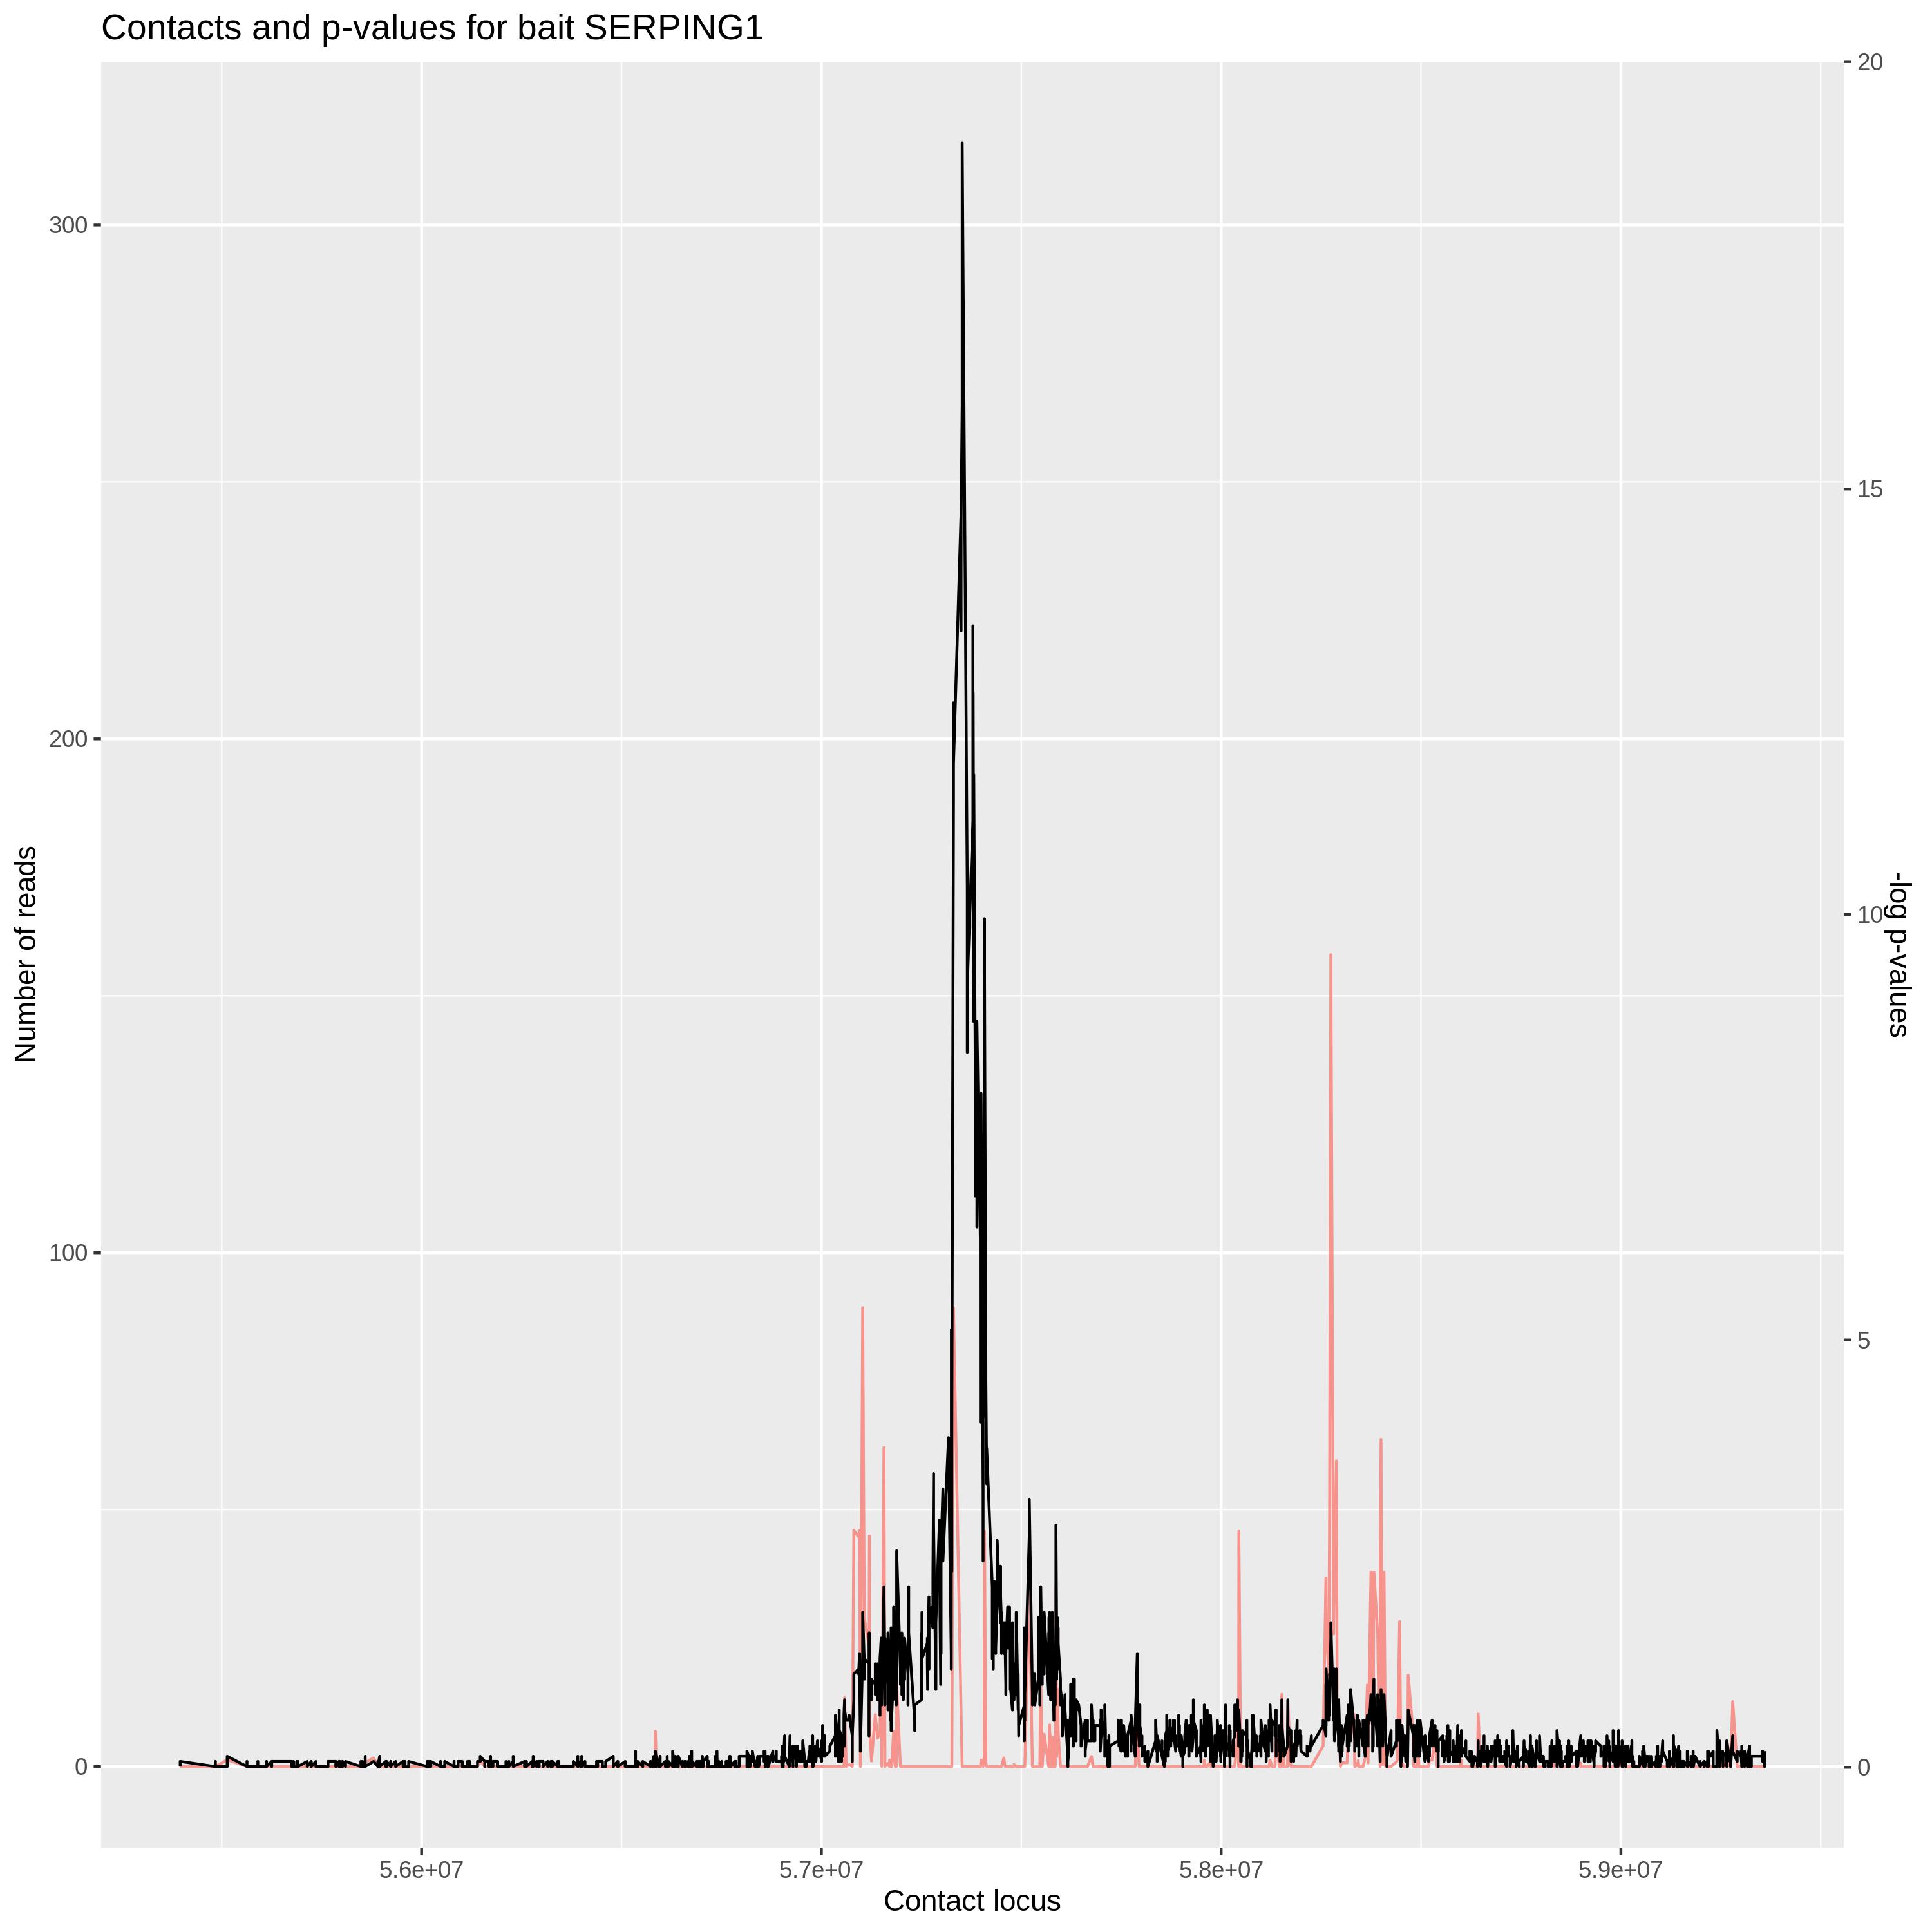 Contacts and p-values for bait SERPING1
20
300
15
200
10
Number of reads
-log p-values
100
5
0
0
5.6e+07 5.7e+07 5.8e+07 5.9e+07
Contact locus